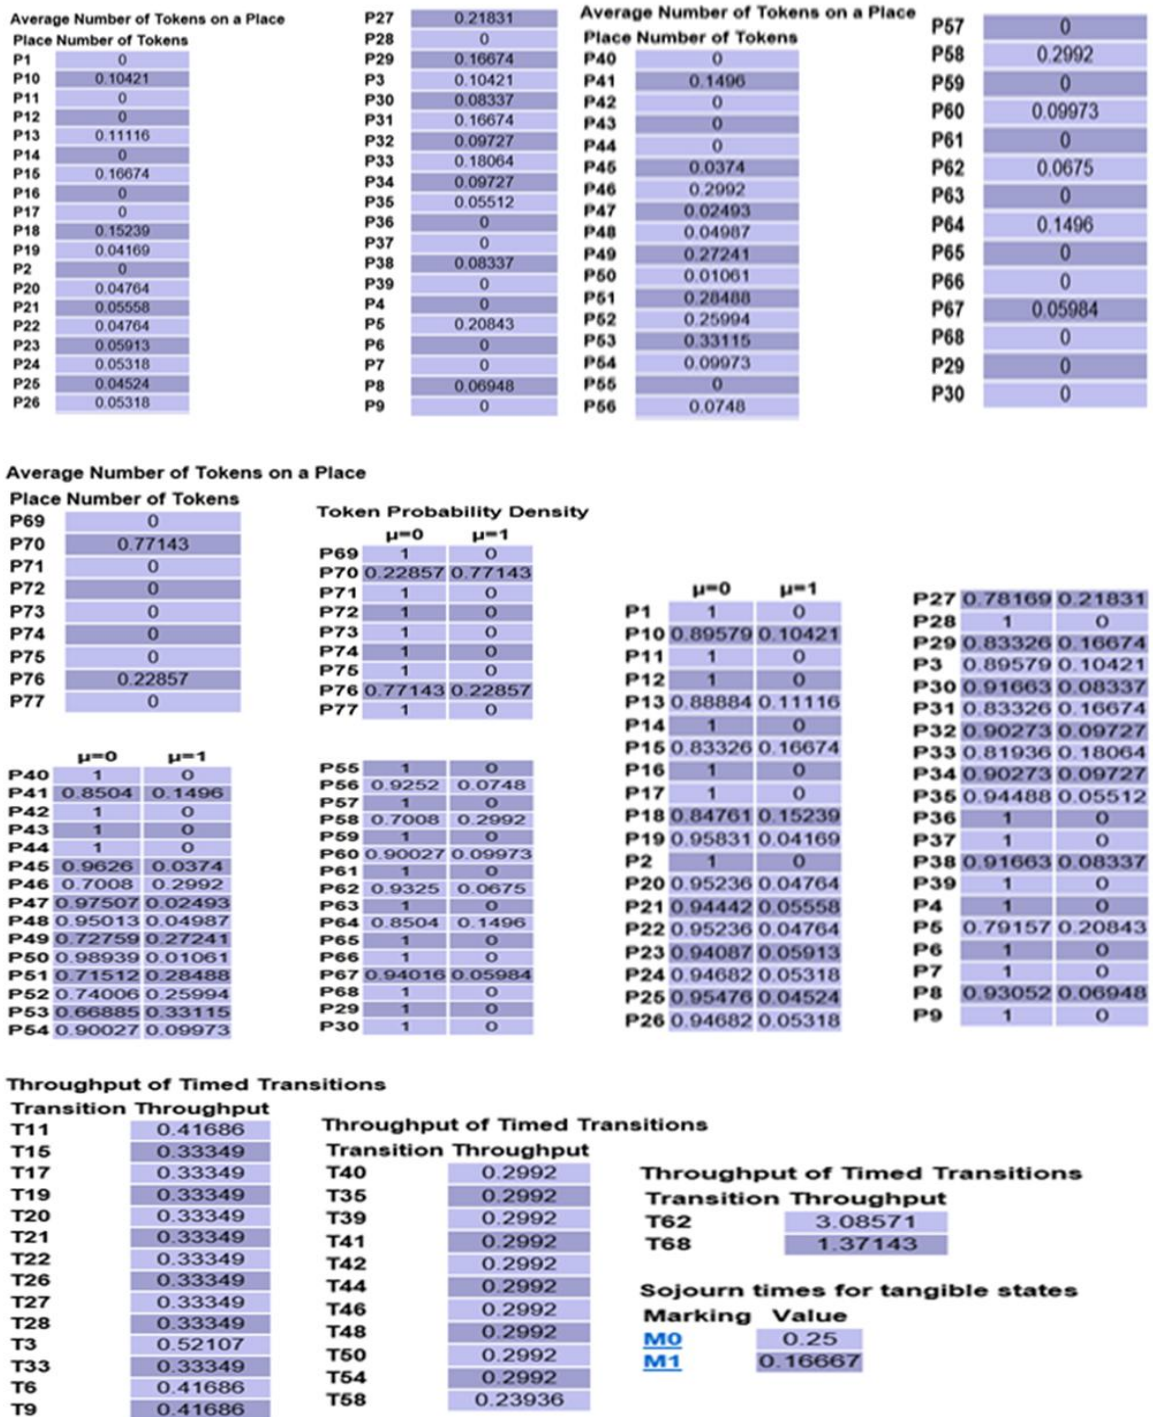 Average Number of Tokens on a Place
Place Number of Tokens
P1 0
P10 0.10421
P11 0
P12 0
P13 0.11116
P14 0
P15 0.16674
P16 0
P17 0
P18 0.15239
P19 0.04169
P2 0
P20 0.04764
P21 0.05558
P22 0.04764
P23 0.05913
P24 0.05318
P25 0.04524
P26 0.05318
P27 0.21831
P28 0
P29 0.16674
P3 0.10421
P30 0.08337
P31 0.16674
P32 0.09727
P33 0.18064
P34 0.09727
P35 0.05512
P36 0
P37 0
P38 0.08337
P39 0
P4 0
P5 0.20843
P6 0
P7 0
P8 0.06948
P9 0
Average Number of Tokens on a Place
Place Number of Tokens
P40 0
P41 0.1496
P42 0
P43 0
P44 0
P45 0.0374
P46 0.2992
P47 0.02493
P48 0.04987
P49 0.27241
P50 0.01061
P51 0.28488
P52 0.25994
P53 0.33115
P54 0.09973
P55 0
P56 0.0748
P57 0
P58 0.2992
P59 0
P60 0.09973
P61 0
P62 0.0675
P63 0
P64 0.1496
P65 0
P66 0
P67 0.05984
P68 0
P29 0
P30 0
Average Number of Tokens on a Place
Place Number of Tokens
P69 0
P70 0.77143
P71 0
P72 0
P73 0
P74 0
P75 0
P76 0.22857
P77 0
Token Probability Density
μ=0 μ=1
P69 1 0
P70 0.22857 0.77143
P71 1 0
P72 1 0
P73 1 0
P74 1 0
P75 1 0
P76 0.77143 0.22857
P77 1 0
μ=0 μ=1
P40 1 0
P41 0.8504 0.1496
P42 1 0
P43 1 0
P44 1 0
P45 0.9626 0.0374
P46 0.7008 0.2992
P47 0.97507 0.02493
P48 0.95013 0.04987
P49 0.72759 0.27241
P50 0.98939 0.01061
P51 0.71512 0.28488
P52 0.74006 0.25994
P53 0.66885 0.33115
P54 0.90027 0.09973
P55 1 0
P56 0.9252 0.0748
P57 1 0
P58 0.7008 0.2992
P59 1 0
P60 0.90027 0.09973
P61 1 0
P62 0.9325 0.0675
P63 1 0
P64 0.8504 0.1496
P65 1 0
P66 1 0
P67 0.94016 0.05984
P68 1 0
P29 1 0
P30 1 0
μ=0 μ=1
P1 1 0
P10 0.89579 0.10421
P11 1 0
P12 1 0
P13 0.88884 0.11116
P14 1 0
P15 0.83326 0.16674
P16 1 0
P17 1 0
P18 0.84761 0.15239
P19 0.95831 0.04169
P2 1 0
P20 0.95236 0.04764
P21 0.94442 0.05558
P22 0.95236 0.04764
P23 0.94087 0.05913
P24 0.94682 0.05318
P25 0.95476 0.04524
P26 0.94682 0.05318
P27 0.78169 0.21831
P28 1 0
P29 0.83326 0.16674
P3 0.89579 0.10421
P30 0.91663 0.08337
P31 0.83326 0.16674
P32 0.90273 0.09727
P33 0.81936 0.18064
P34 0.90273 0.09727
P35 0.94488 0.05512
P36 1 0
P37 1 0
P38 0.91663 0.08337
P39 1 0
P4 1 0
P5 0.79157 0.20843
P6 1 0
P7 1 0
P8 0.93052 0.06948
P9 1 0
Throughput of Timed Transitions
Transition Throughput
T11 0.41686
T15 0.33349
T17 0.33349
T19 0.33349
T20 0.33349
T21 0.33349
T22 0.33349
T26 0.33349
T27 0.33349
T28 0.33349
T3 0.52107
T33 0.33349
T6 0.41686
T9 0.41686
Throughput of Timed Transitions
Transition Throughput
T40 0.2992
T35 0.2992
T39 0.2992
T41 0.2992
T42 0.2992
T44 0.2992
T46 0.2992
T48 0.2992
T50 0.2992
T54 0.2992
T58 0.23936
Throughput of Timed Transitions
Transition Throughput
T62 3.08571
T68 1.37143
Sojourn times for tangible states
Marking Value
M0 0.25
M1 0.16667